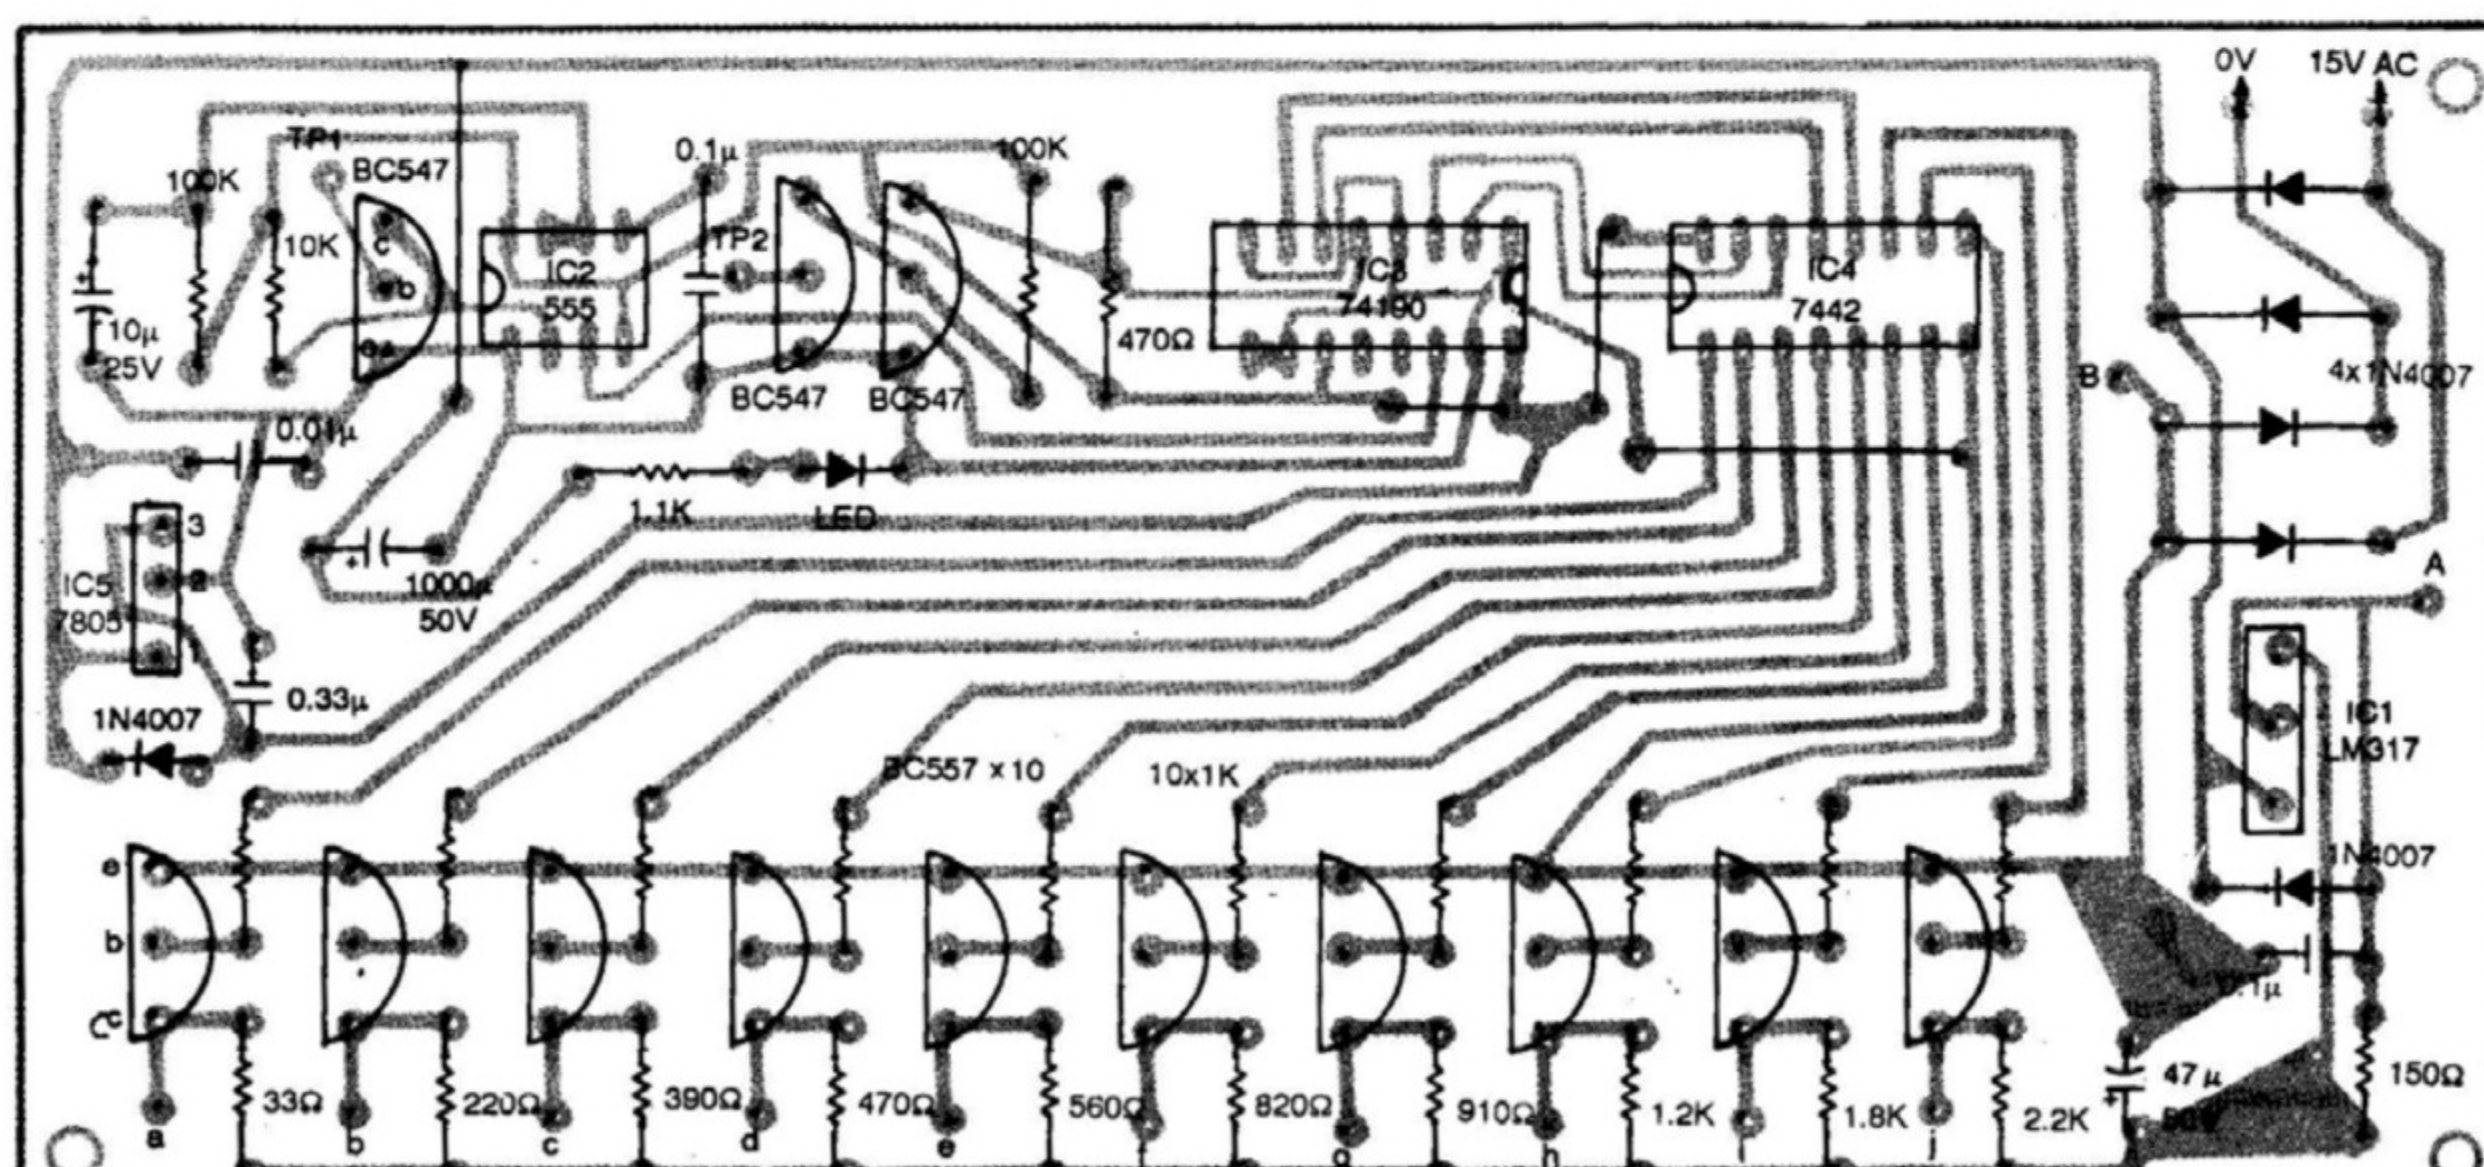 0V 15V AC
TP1
BC547
0.1µ
100K
100K
c
10K
TP2
IC2
555
IC3
74190
IC4
7442
b
10µ
25V
e
470Ω
B
4x1N4007
BC547 BC547
0.01µ
3
1.1K LED
IC5
7805
2
1000µ
50V
A
1
0.33µ
1N4007
IC1
LM317
BC557 x10
10x1K
e
1N4007
b
0.1µ
c
C
47µ
150Ω
33Ω 220Ω 390Ω 470Ω 560Ω 820Ω 910Ω 1.2K 1.8K 2.2K
50V
a b c d e f g h i j